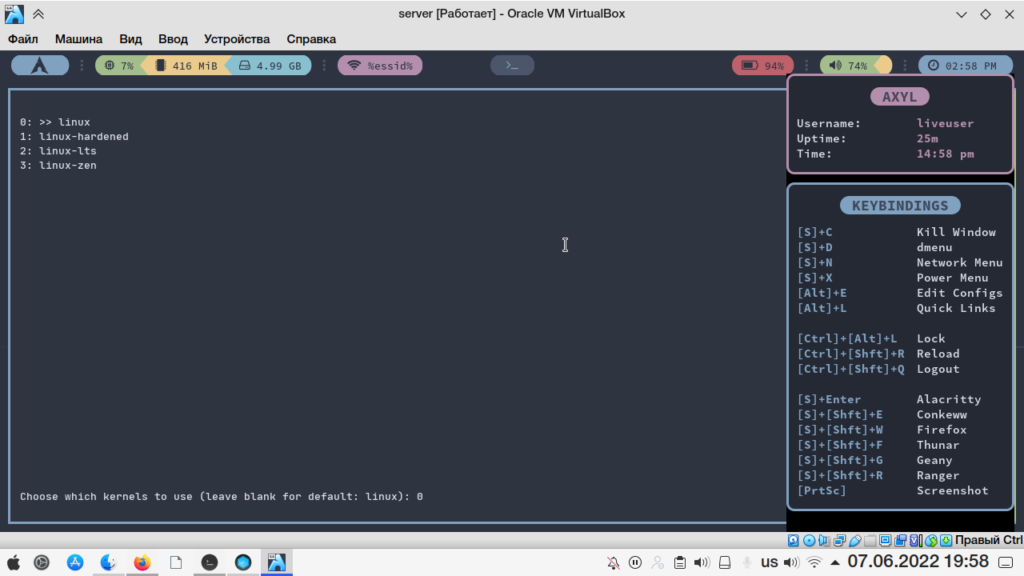 server [Работает] - Oracle VM VirtualBox
Файл Машина Вид Ввод Устройства Справка
7% 416 MiB 4.99 GB %essid% >_ 94% 74% 02:58 PM
0: >> linux
1: linux-hardened
2: linux-lts
3: linux-zen
Choose which kernels to use (leave blank for default: linux): 0
AXYL
Username: liveuser
Uptime: 25m
Time: 14:58 pm
KEYBINDINGS
[S]+C Kill Window
[S]+D dmenu
[S]+N Network Menu
[S]+X Power Menu
[Alt]+E Edit Configs
[Alt]+L Quick Links
[Ctrl]+[Alt]+L Lock
[Ctrl]+[Shft]+R Reload
[Ctrl]+[Shft]+Q Logout
[S]+Enter Alacritty
[S]+[Shft]+E Conkeww
[S]+[Shft]+W Firefox
[S]+[Shft]+F Thunar
[S]+[Shft]+G Geany
[S]+[Shft]+R Ranger
[PrtSc] Screenshot
Правый Ctrl
us 07.06.2022 19:58